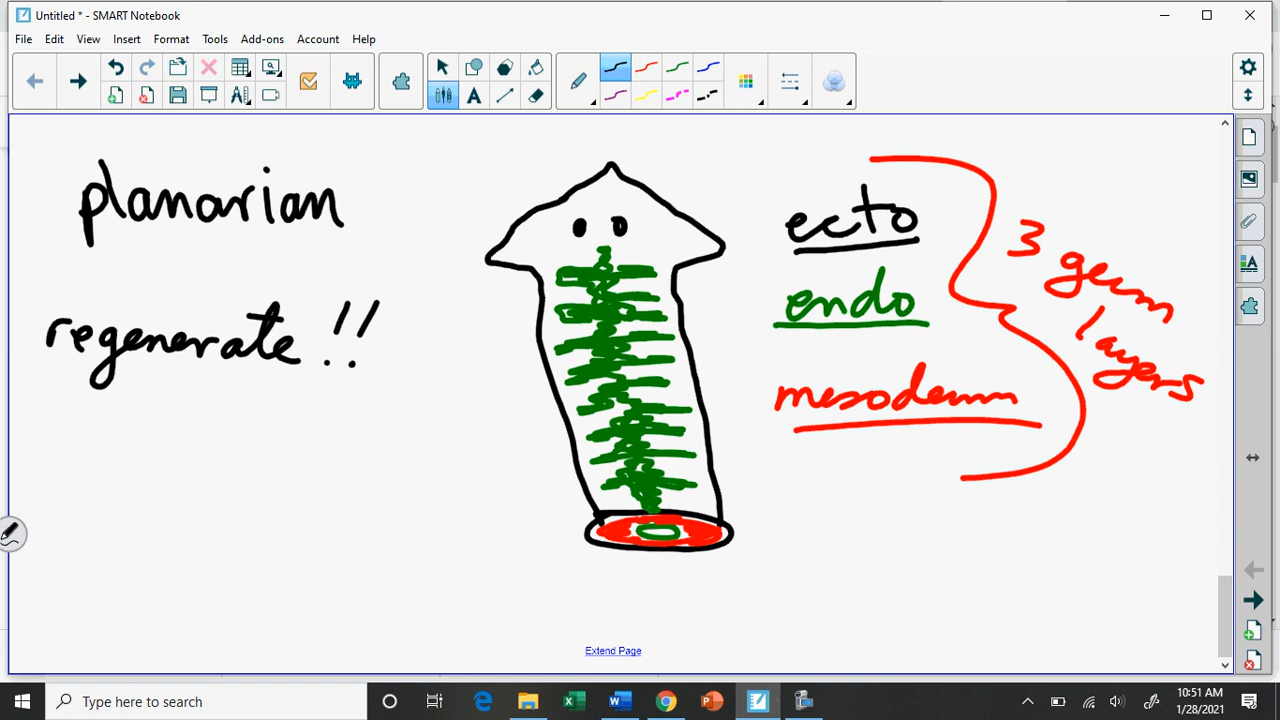 Untitled * - SMART Notebook
File Edit View Insert Format Tools Add-ons Account Help
planarian
regenerate!!
ecto
endo
mesoderm
3 germ
layers
Extend Page
Type here to search
10:51 AM
1/28/2021